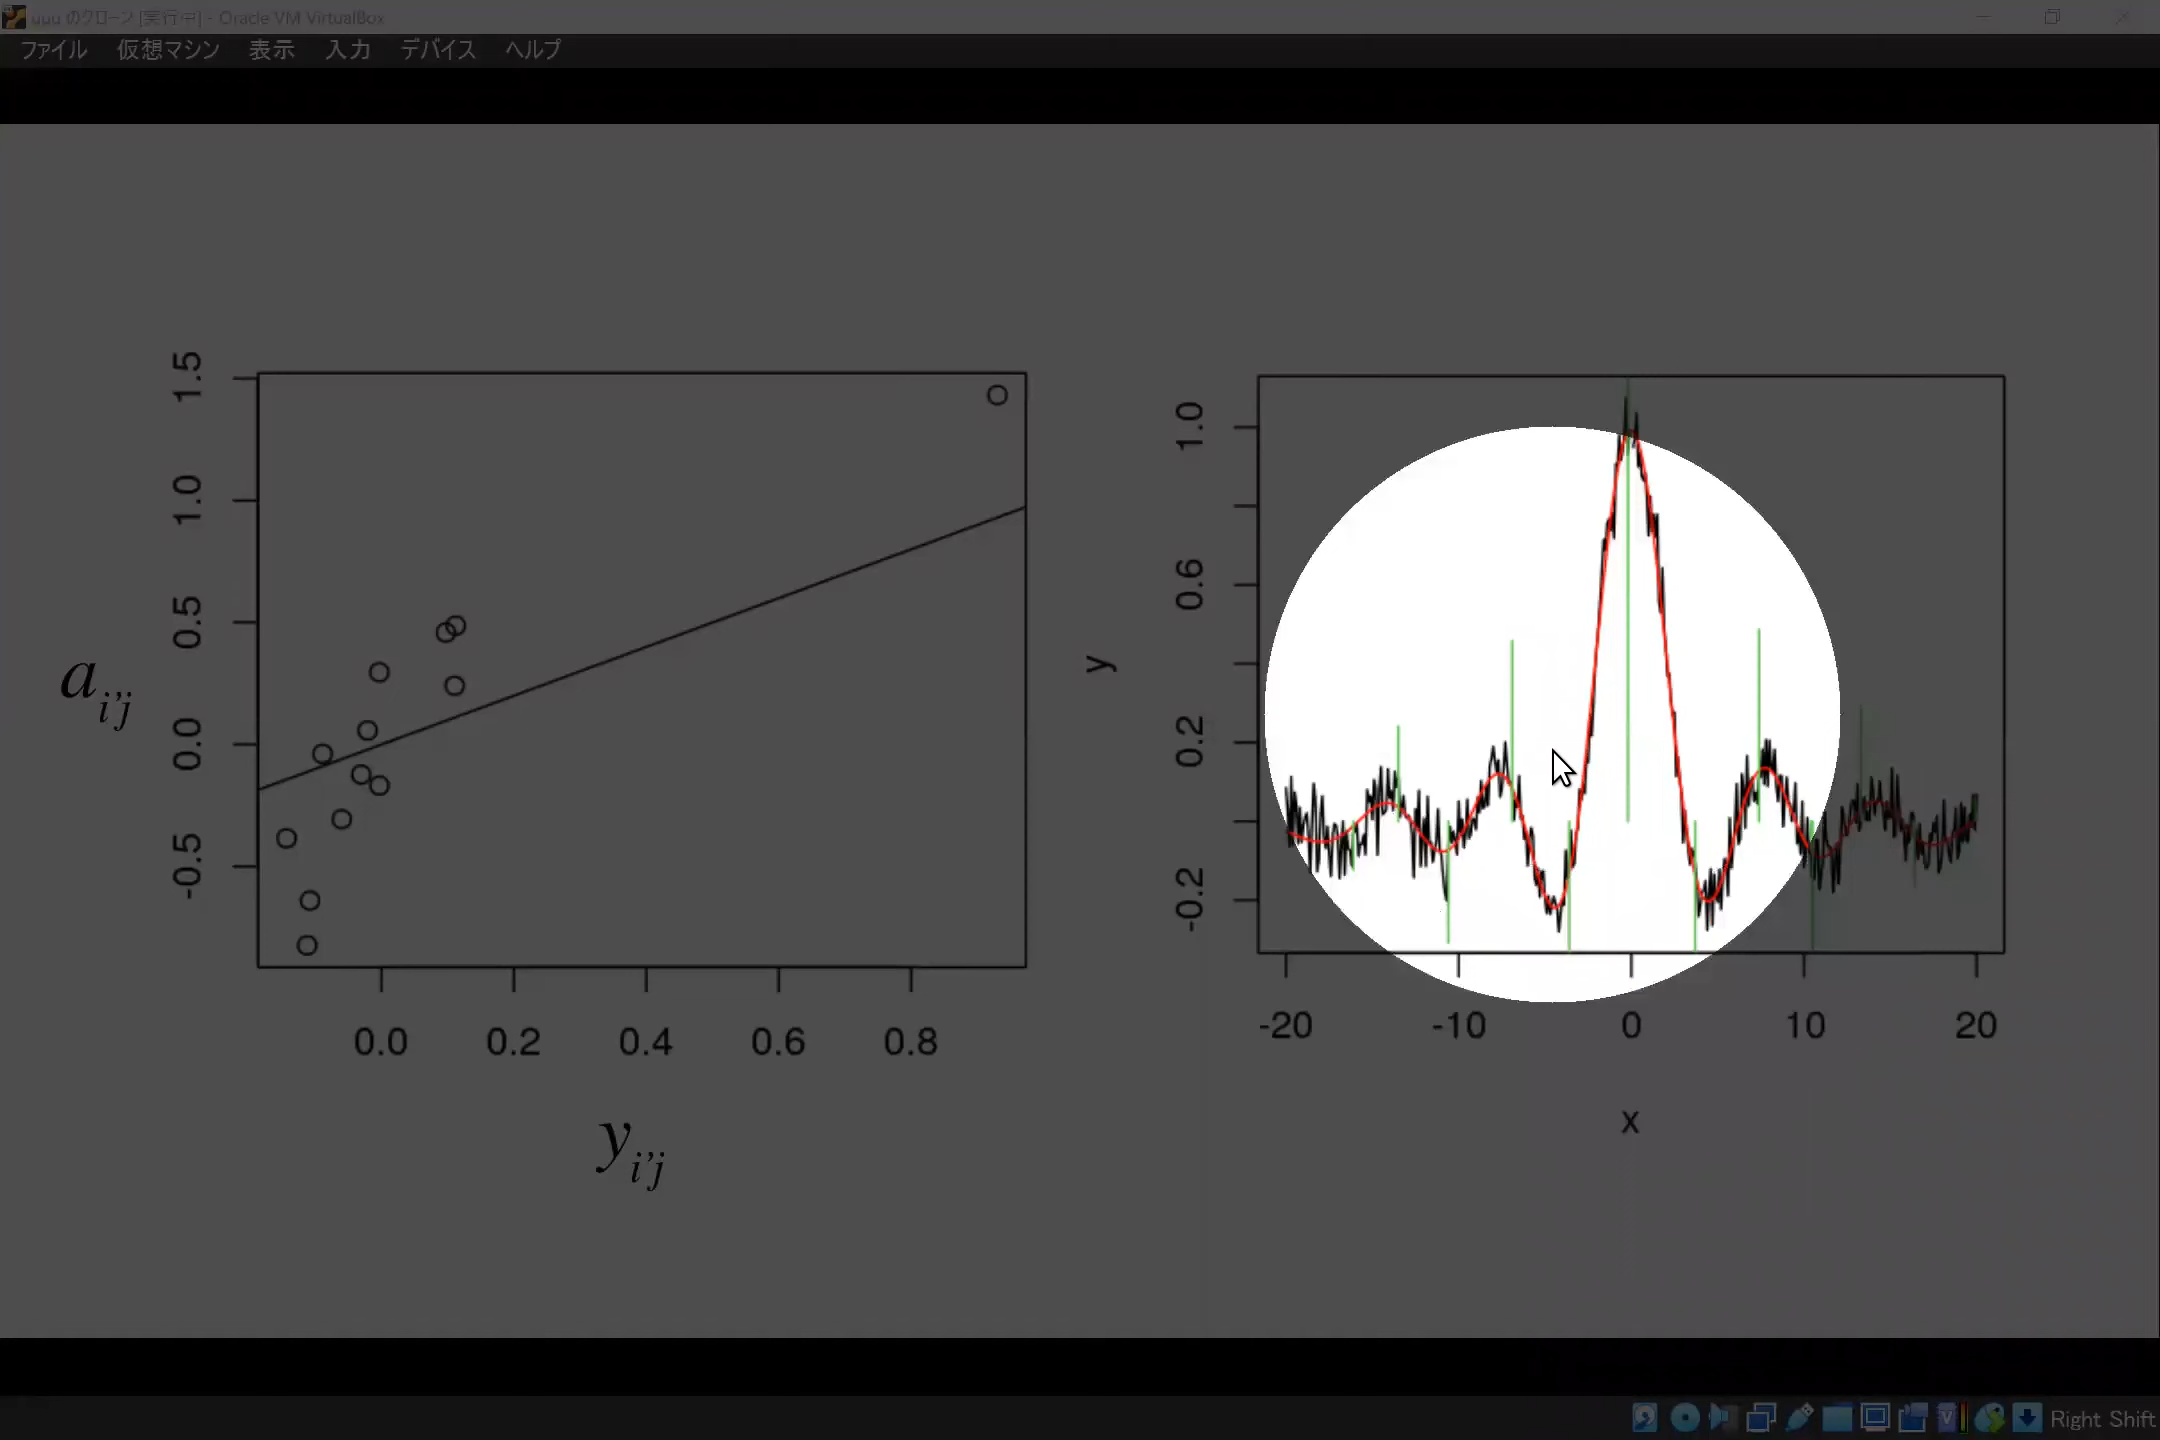 uuu のクローン [実行中] - Oracle VM VirtualBox
ファイル 仮想マシン 表示 入力 デバイス ヘルプ
1.5
1.0
0.5
0.0
-0.5
a i'j
0.0 0.2 0.4 0.6 0.8
y i'j
1.0
0.6
0.2
-0.2
y
-20 -10 0 10 20
x
Right Shift